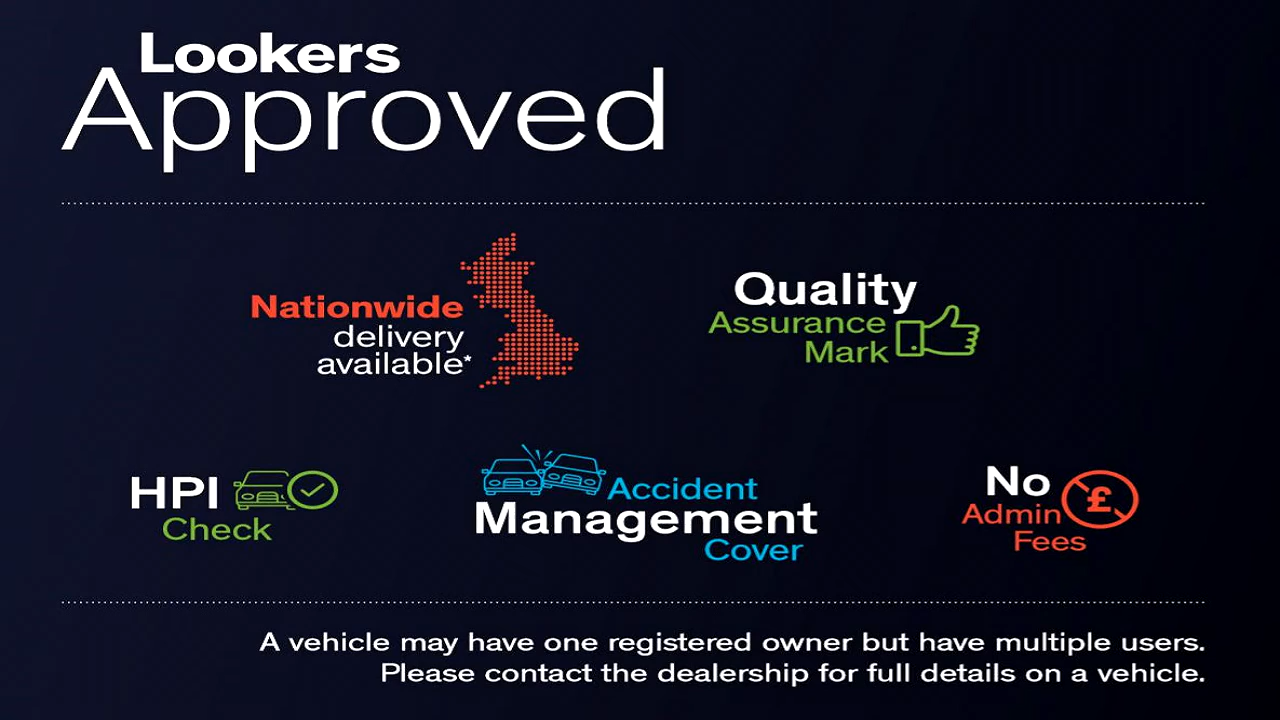 Lookers
Approved
Nationwide
delivery
available*
Quality
Assurance
Mark
HPI
Check
Accident
Management
Cover
No
Admin
£
Fees
A vehicle may have one registered owner but have multiple users.
Please contact the dealership for full details on a vehicle.